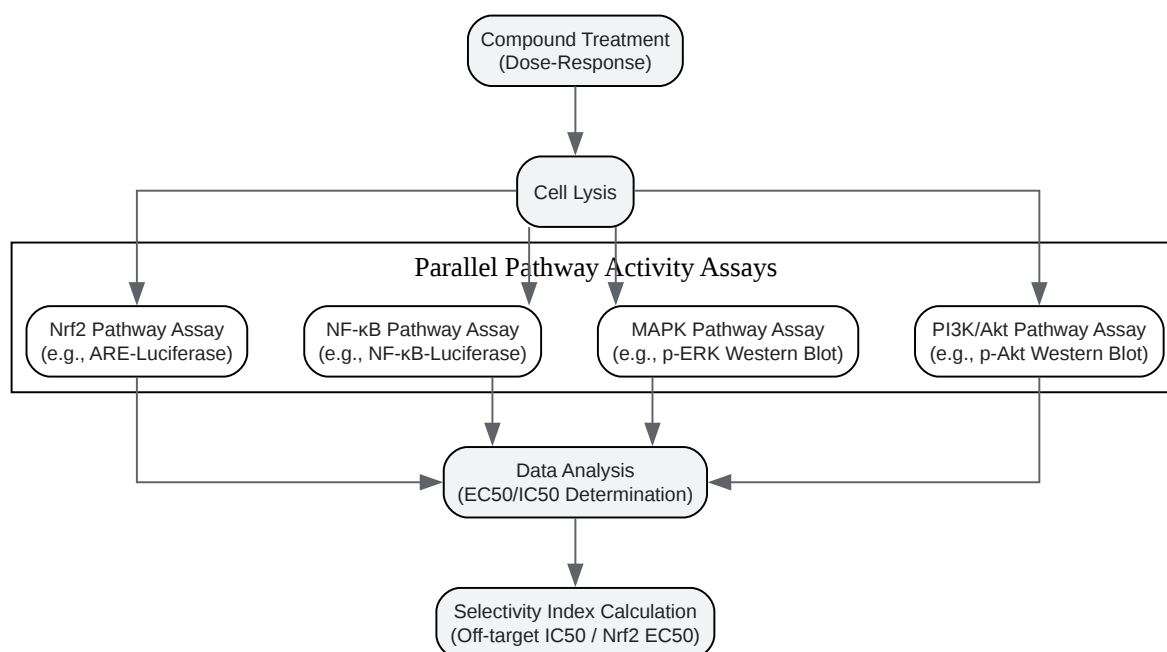 Compound Treatment
(Dose-Response)
Cell Lysis
Parallel Pathway Activity Assays
Nrf2 Pathway Assay
(e.g., ARE-Luciferase)
NF-κB Pathway Assay
(e.g., NF-κB-Luciferase)
MAPK Pathway Assay
(e.g., p-ERK Western Blot)
PI3K/Akt Pathway Assay
(e.g., p-Akt Western Blot)
Data Analysis
(EC50/IC50 Determination)
Selectivity Index Calculation
(Off-target IC50 / Nrf2 EC50)